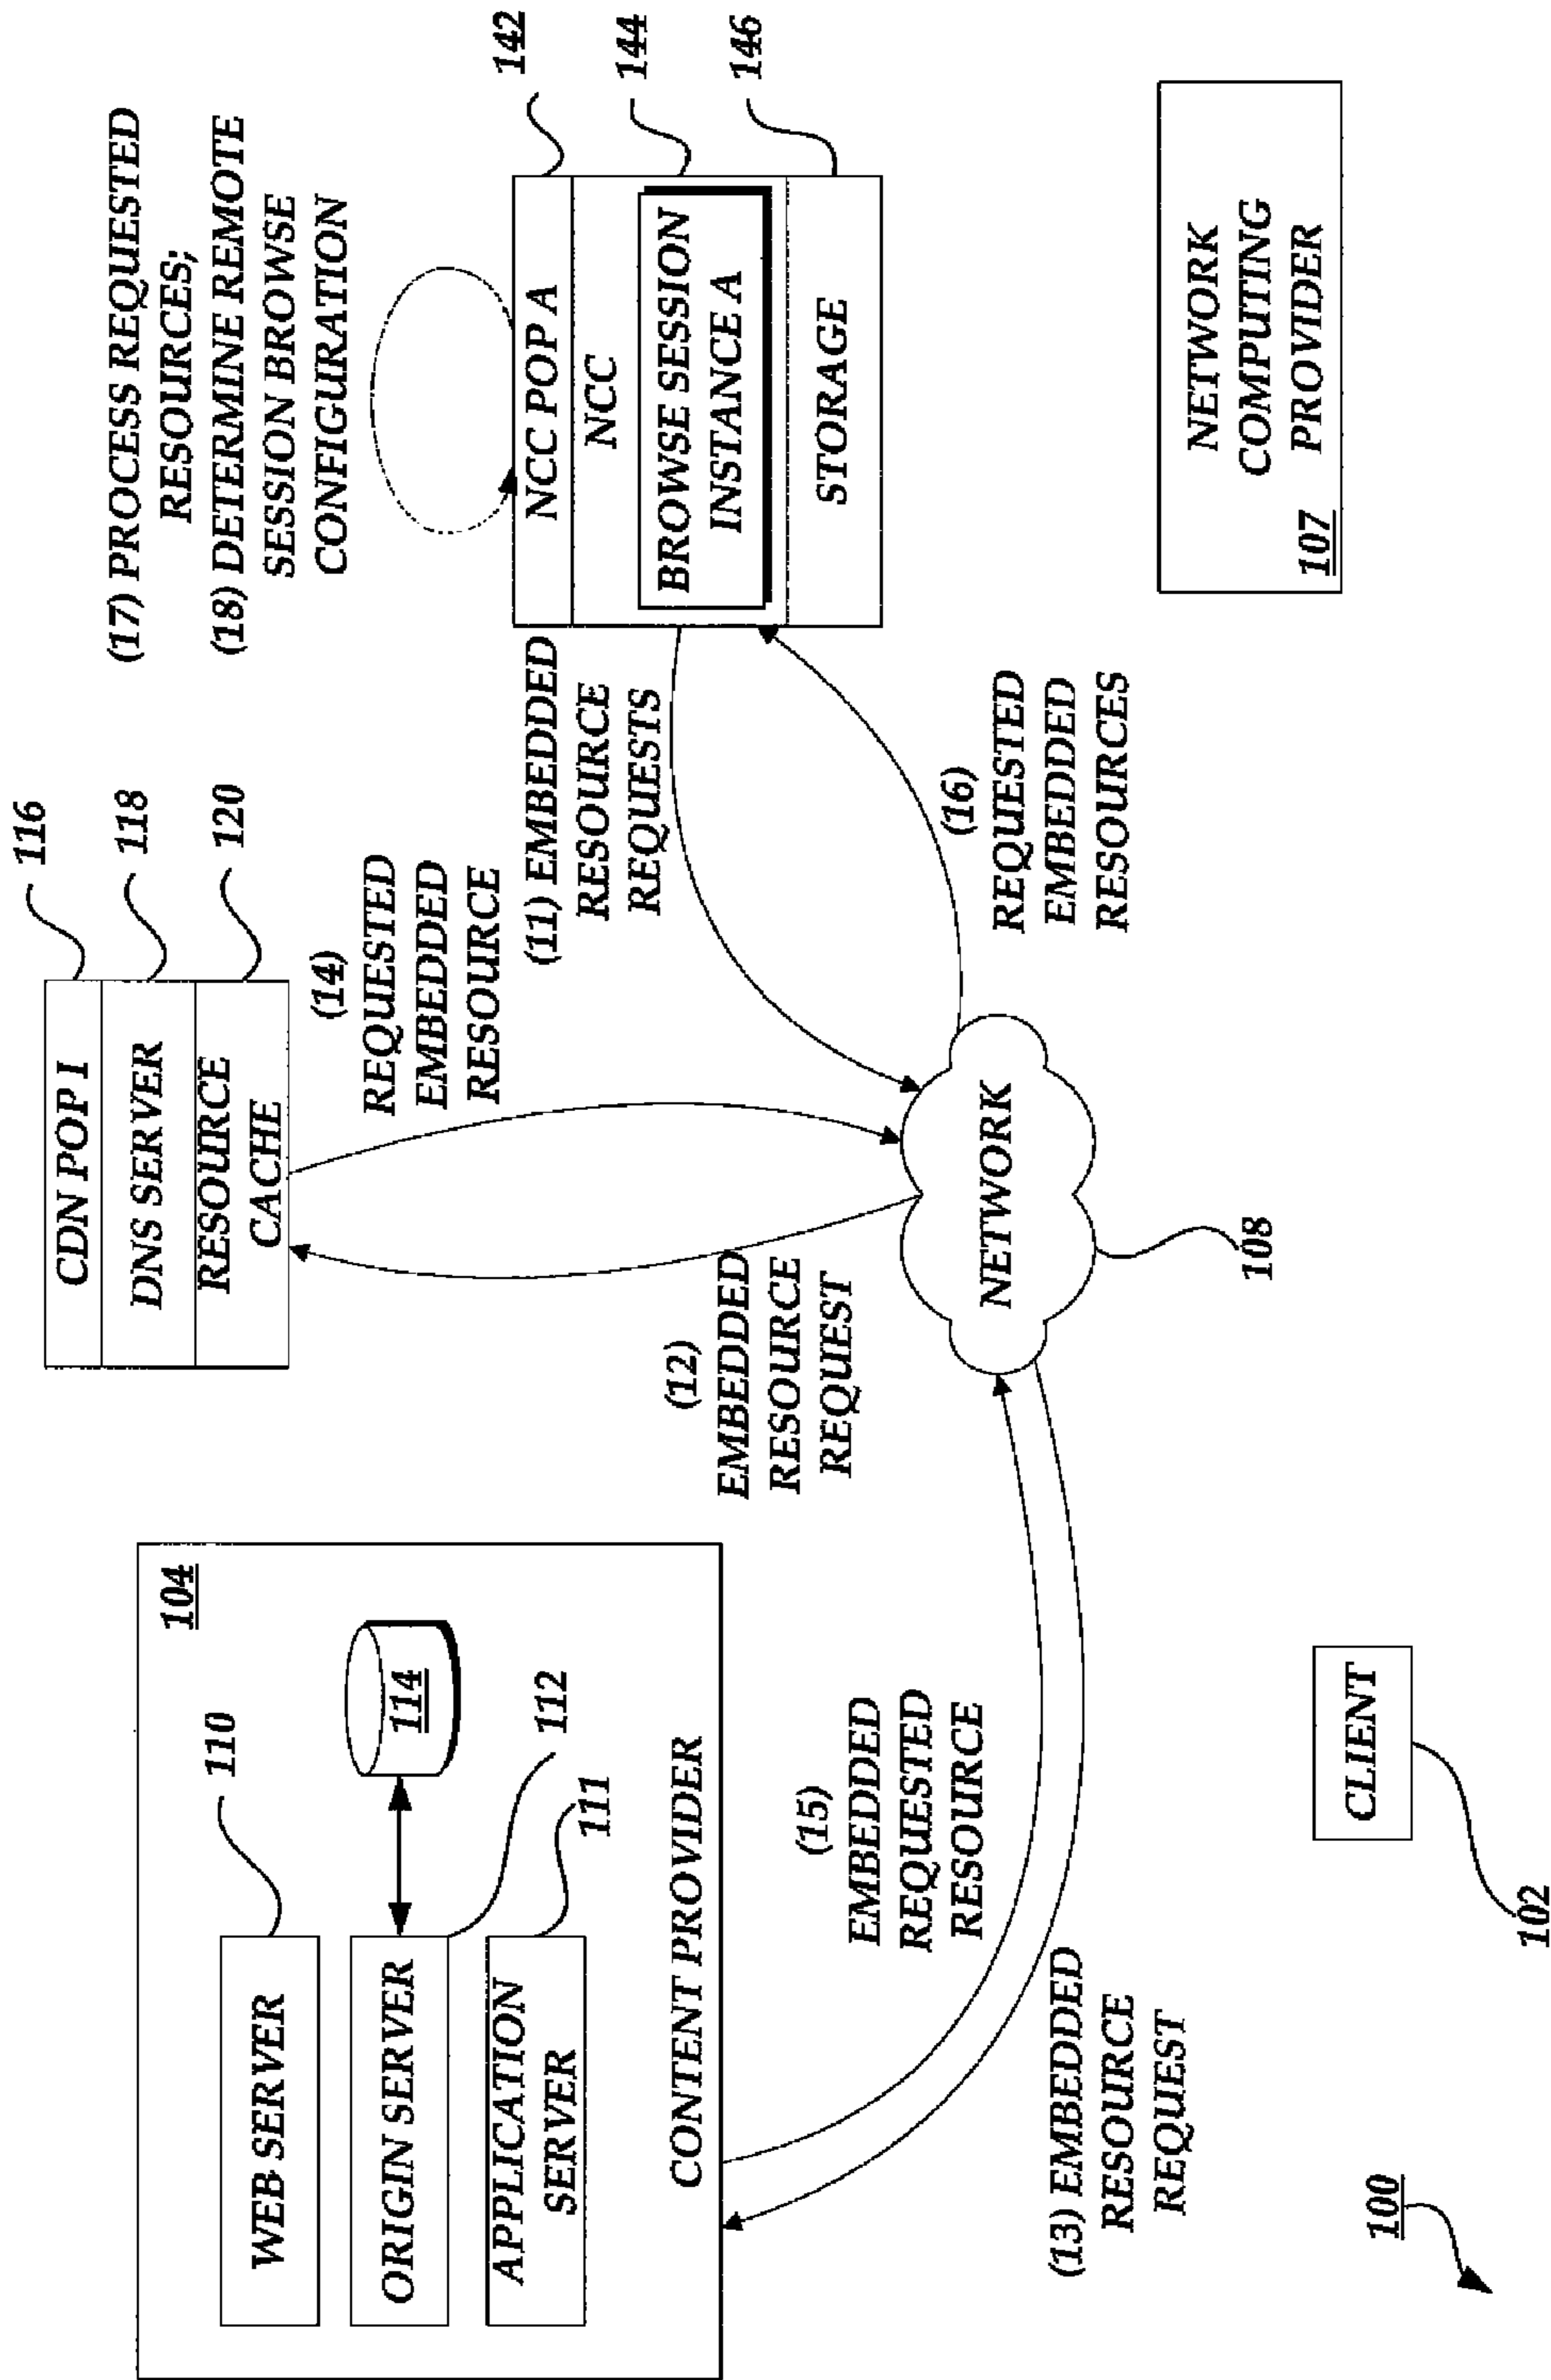 104
110
WEB SERVER
114
ORIGIN SERVER
112
APPLICATION
SERVER
111
CONTENT PROVIDER
CDN POP I
116
DNS SERVER
118
RESOURCE
CACHE
120
(17) PROCESS REQUESTED
RESOURCES;
(18) DETERMINE REMOTE
SESSION BROWSE
CONFIGURATION
NCC POP A
142
NCC
144
BROWSE SESSION
INSTANCE A
STORAGE
146
(14)
REQUESTED
EMBEDDED
RESOURCE
(11) EMBEDDED
RESOURCE
REQUESTS
(12)
EMBEDDED
RESOURCE
REQUEST
(16)
REQUESTED
EMBEDDED
RESOURCES
NETWORK
108
(15)
EMBEDDED
REQUESTED
RESOURCE
(13) EMBEDDED
RESOURCE
REQUEST
CLIENT
102
NETWORK
COMPUTING
PROVIDER
107
100